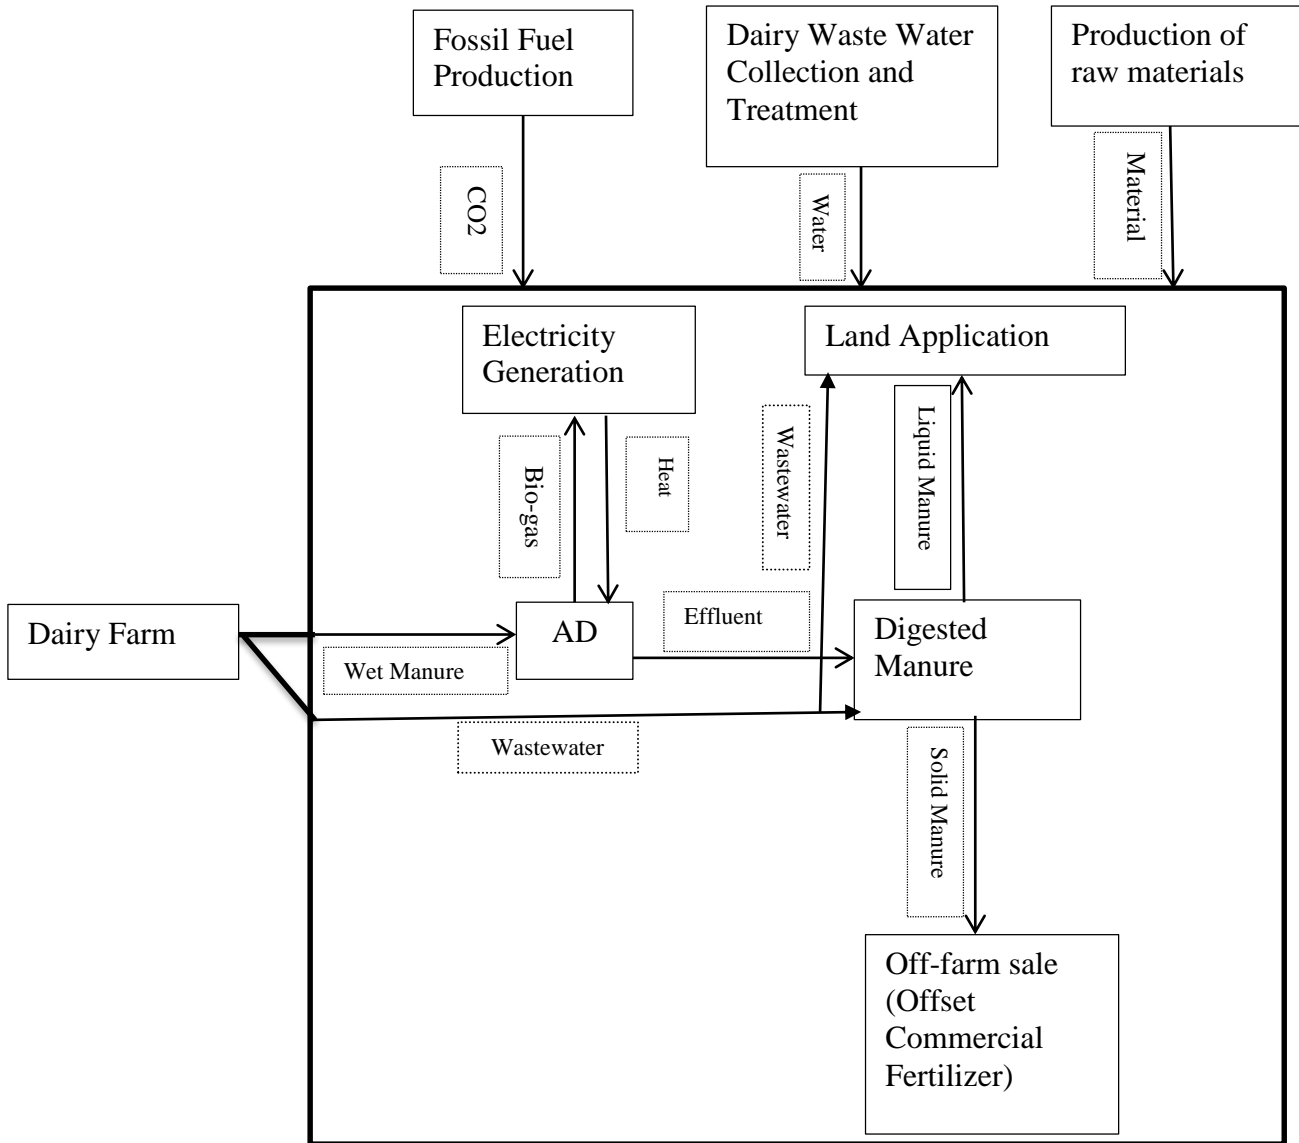 Fossil Fuel
Production
Dairy Waste Water
Collection and
Treatment
Production of
raw materials
CO2
Water
Material
Electricity
Generation
Land Application
Bio-gas
Heat
Wastewater
Liquid Manure
Dairy Farm
Wet Manure
AD
Effluent
Digested
Manure
Wastewater
Solid Manure
Off-farm sale
(Offset
Commercial
Fertilizer)